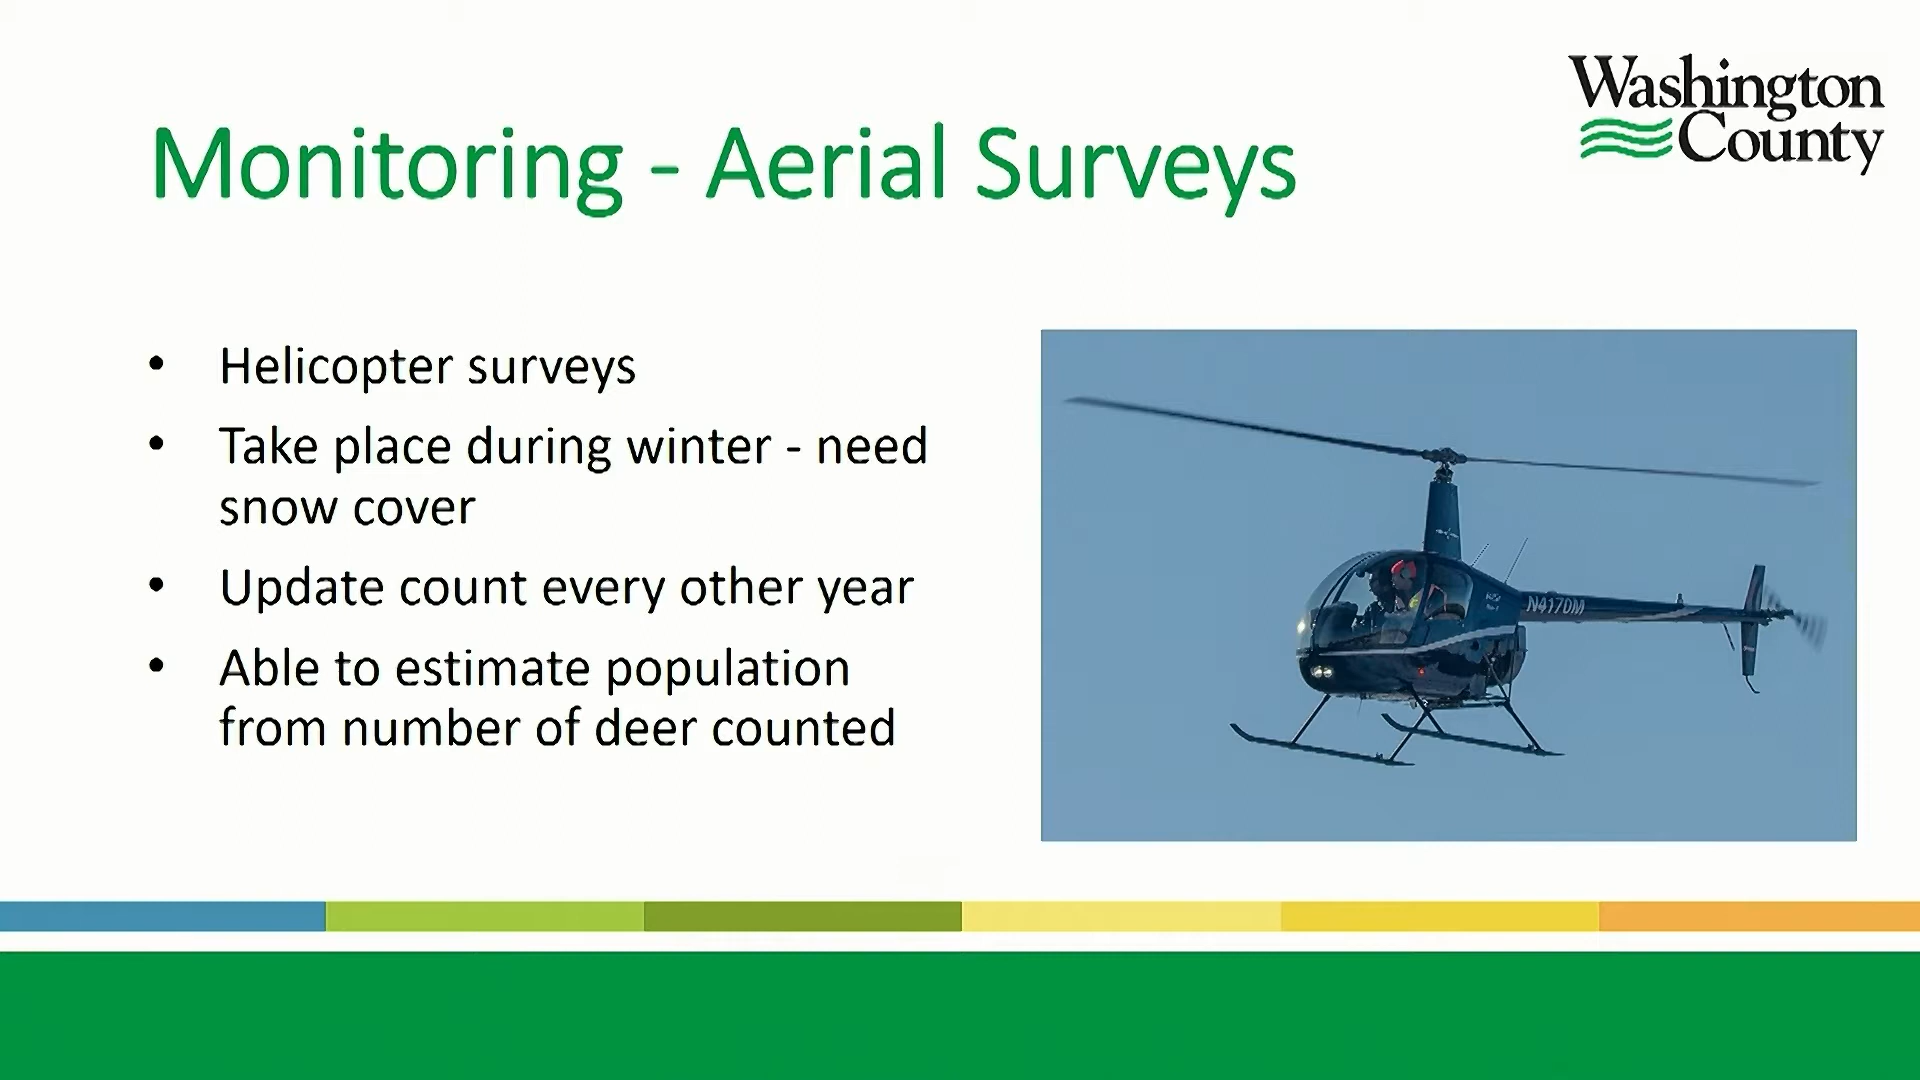 Washington
County
Monitoring - Aerial Surveys
• Helicopter surveys
• Take place during winter - need
snow cover
• Update count every other year
• Able to estimate population
from number of deer counted
N417DM